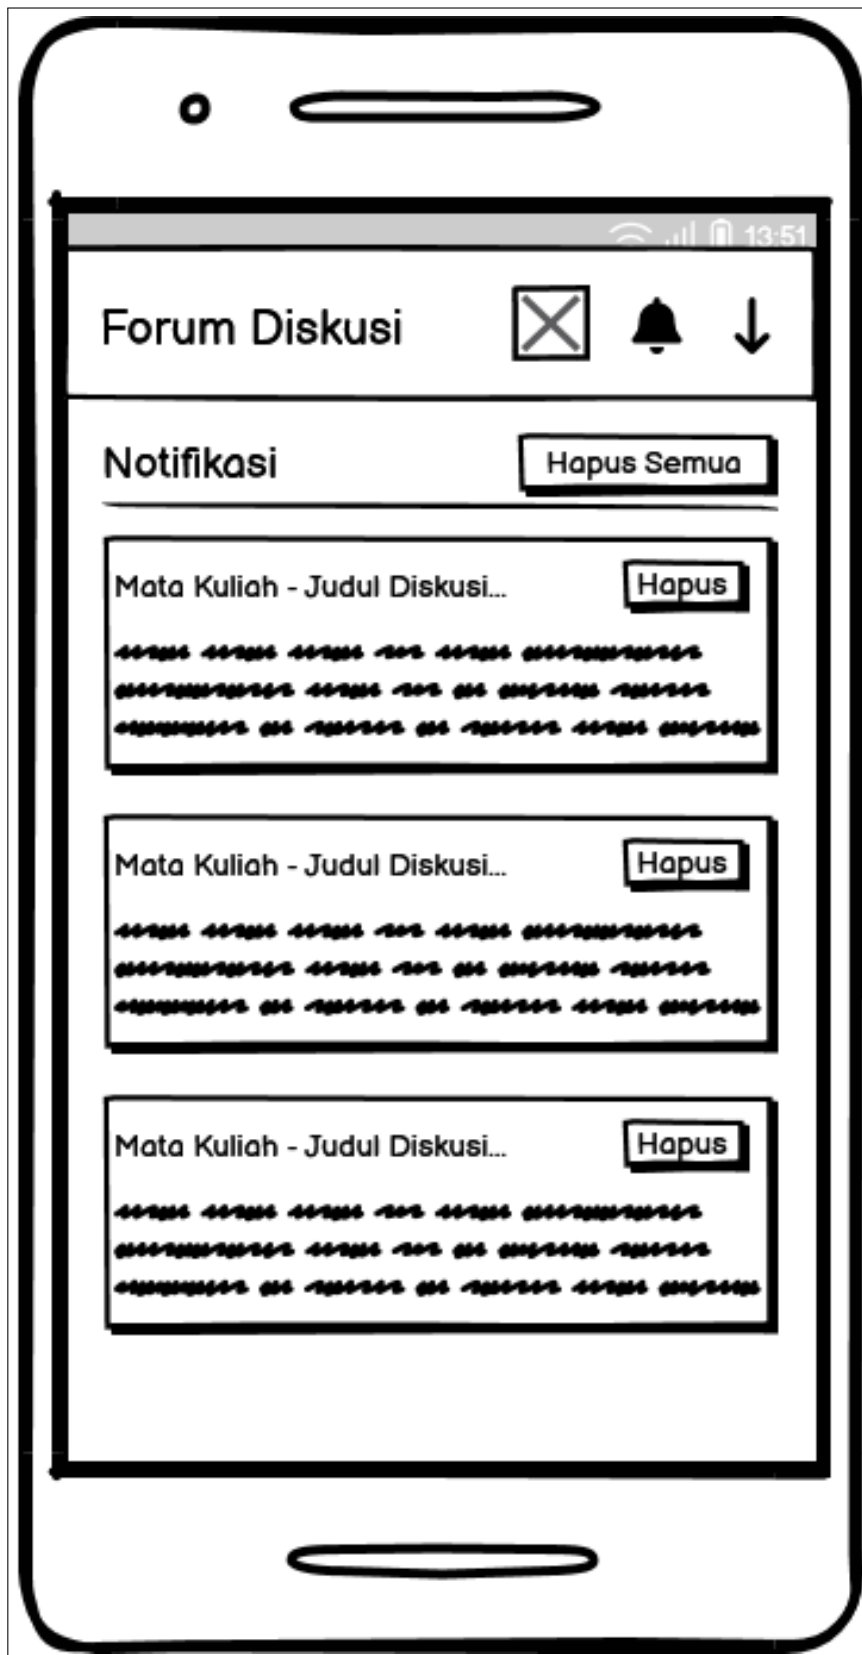 13:51
Forum Diskusi
Notifikasi
Hapus Semua
Mata Kuliah - Judul Diskusi...
Hapus
Mata Kuliah - Judul Diskusi...
Hapus
Mata Kuliah - Judul Diskusi...
Hapus